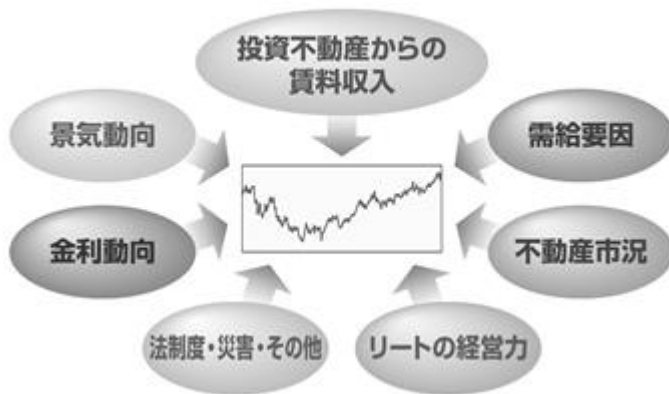 投資不動産からの
賃料収入
景気動向
需給要因
金利動向
不動産市況
法制度・災害・その他
リートの経営力